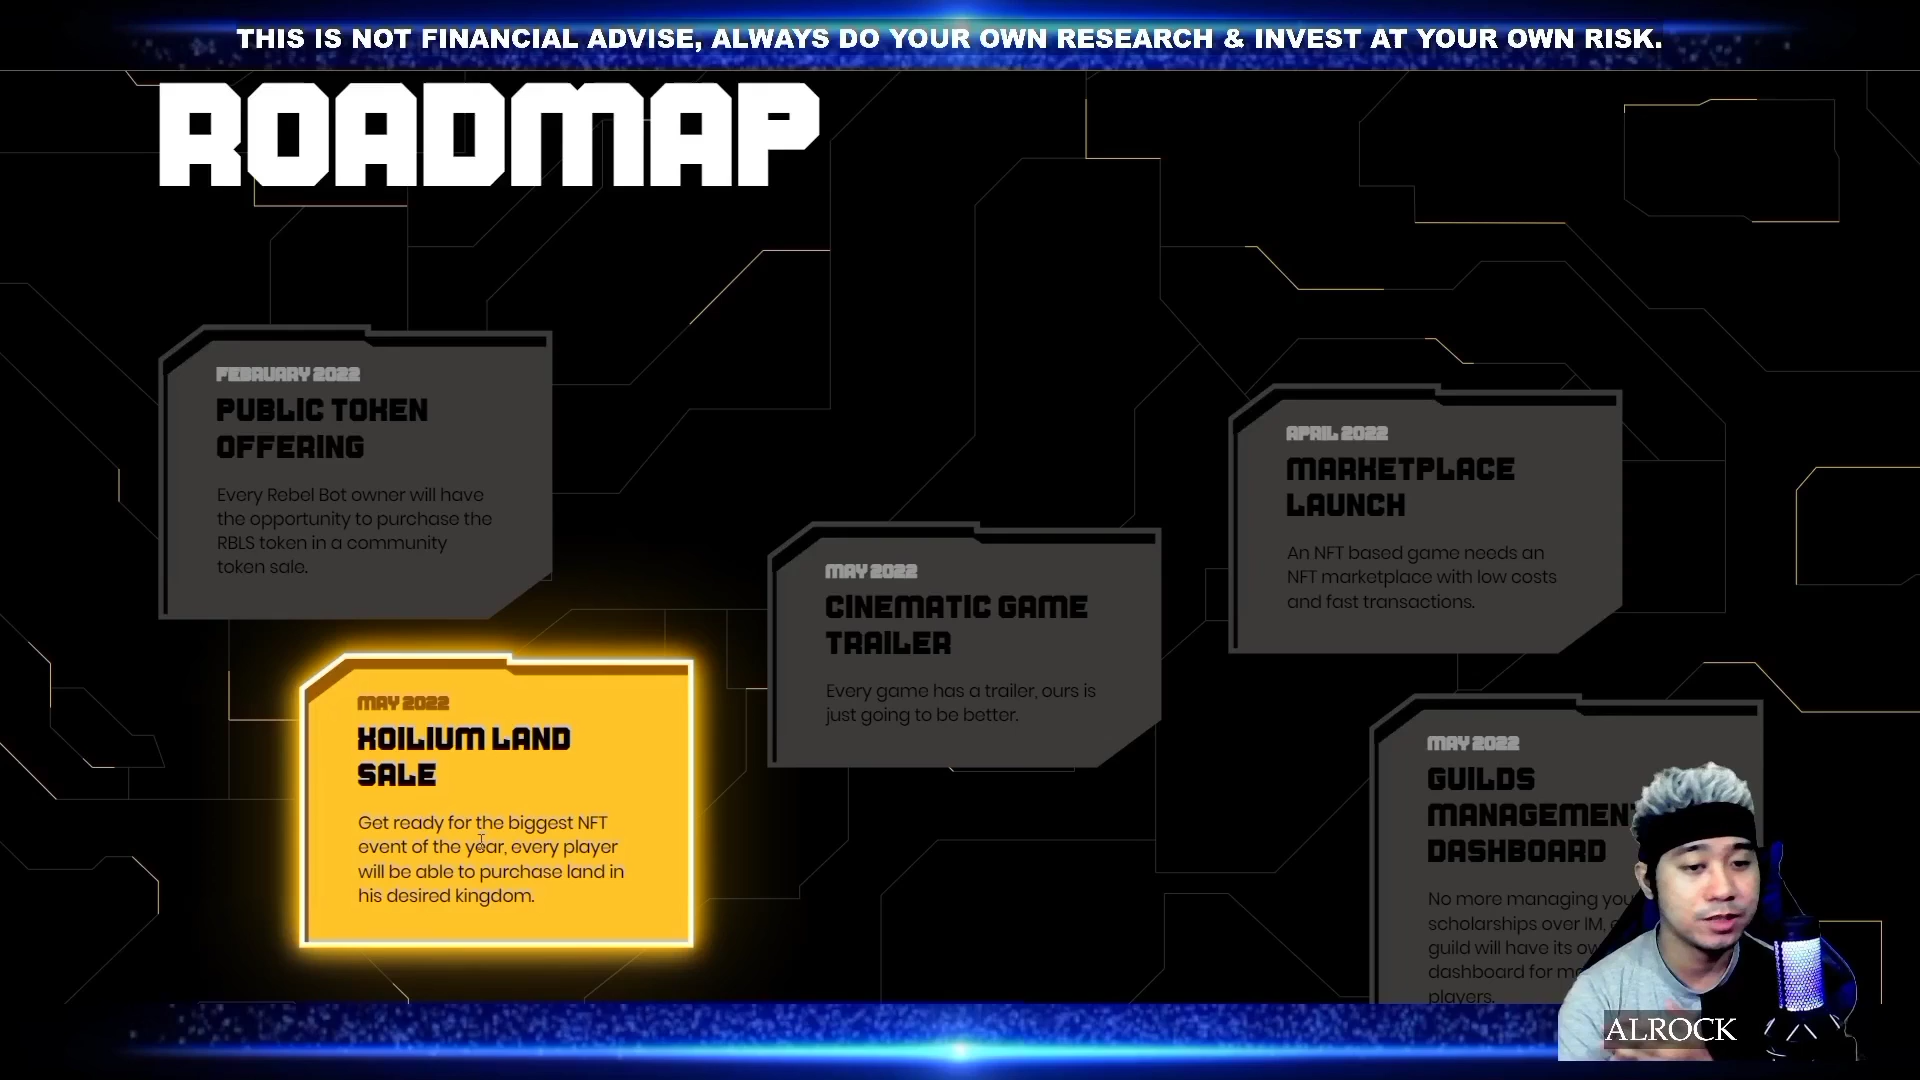 THIS IS NOT FINANCIAL ADVISE, ALWAYS DO YOUR OWN RESEARCH & INVEST AT YOUR OWN RISK.
ROADMAP
FEBRUARY 2022
PUBLIC TOKEN
OFFERING
Every Rebel Bot owner will have
the opportunity to purchase the
RBLS token in a community
token sale.
APRIL 2022
MARKETPLACE
LAUNCH
An NFT based game needs an
NFT marketplace with low costs
and fast transactions.
MAY 2022
CINEMATIC GAME
TRAILER
Every game has a trailer, ours is
just going to be better.
MAY 2022
XOILIUM LAND
SALE
Get ready for the biggest NFT
event of the year, every player
will be able to purchase land in
his desired kingdom.
MAY 2022
GUILDS
MANAGEMENT
DASHBOARD
No more managing you
scholarships over IM,
guild will have its ow
dashboard for m
players.
ALROCK